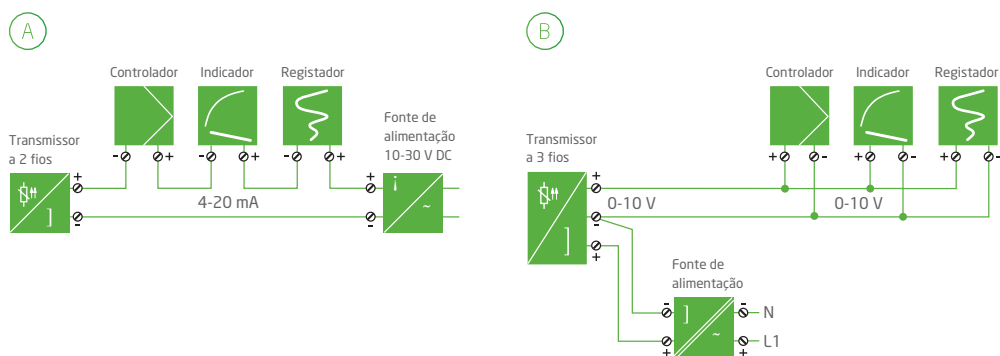 A
Controlador
Indicador
Registador
Transmissor
a 2 fios
Fonte de
alimentação
10-30 V DC
- + - + - +
+ +
4-20 mA
- -
i
~
B
Controlador
Indicador
Registador
Transmissor
a 3 fios
+ - + - + -
+
0-10 V
0-10 V
-
+
Fonte de
alimentação
- -
N
~
L1
+ +